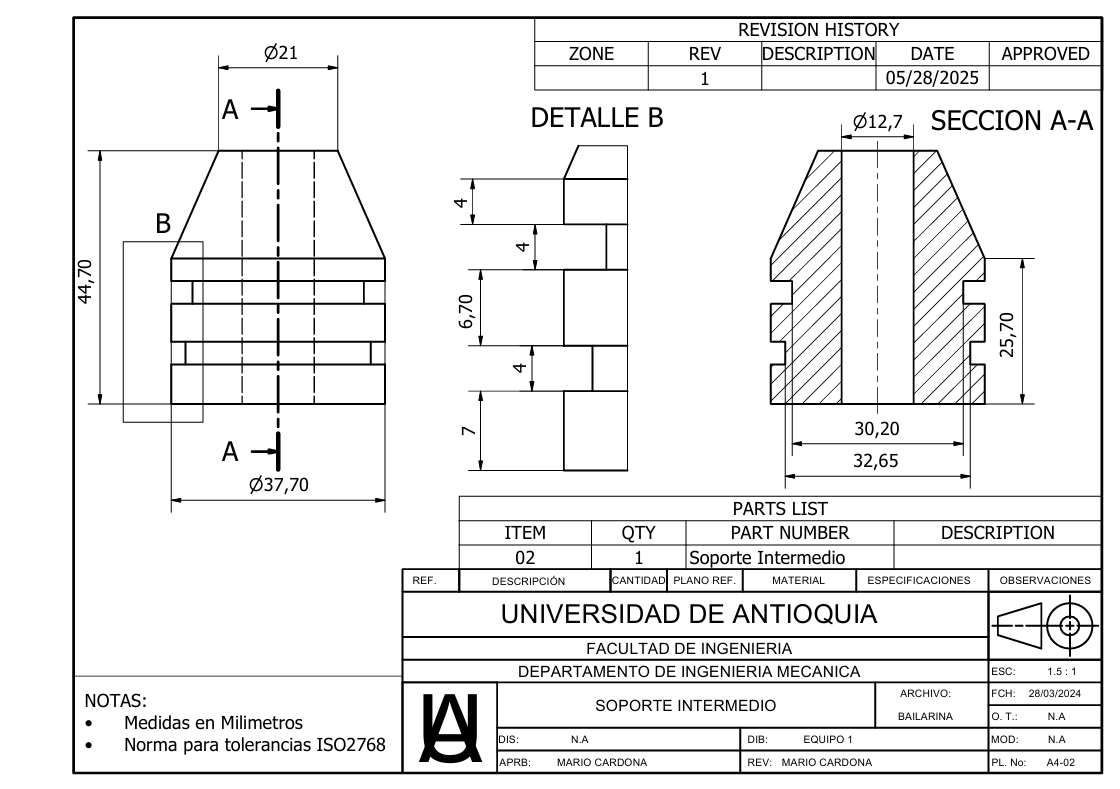 REVISION HISTORY
ZONE REV DESCRIPTION DATE APPROVED
1 05/28/2025
Ø21
A
DETALLE B
Ø12,7
SECCION A-A
B
44,70
4
4
6,70
4
7
25,70
30,20
32,65
A
Ø37,70
PARTS LIST
ITEM QTY PART NUMBER DESCRIPTION
02 1 Soporte Intermedio
REF. DESCRIPCIÓN CANTIDAD PLANO REF. MATERIAL ESPECIFICACIONES OBSERVACIONES
UNIVERSIDAD DE ANTIOQUIA
FACULTAD DE INGENIERIA
DEPARTAMENTO DE INGENIERIA MECANICA
ESC: 1.5 : 1
SOPORTE INTERMEDIO
ARCHIVO:
BAILARINA
FCH: 28/03/2024
O. T.: N.A
DIS: N.A
DIB: EQUIPO 1
MOD: N.A
APRB: MARIO CARDONA
REV: MARIO CARDONA
PL. No: A4-02
NOTAS:
• Medidas en Milimetros
• Norma para tolerancias ISO2768